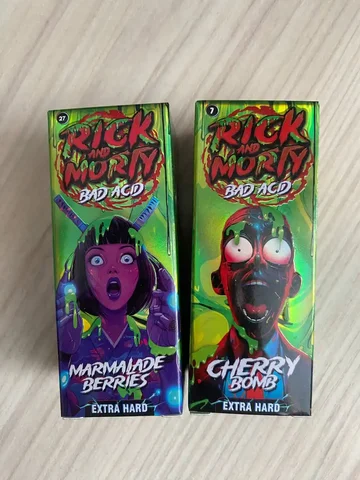 27
RICK
AND
MORTY
BAD ACID
MARMALADE
BERRIES
EXTRA HARD
7
RICK
AND
MORTY
BAD ACID
CHERRY
BOMB
EXTRA HARD